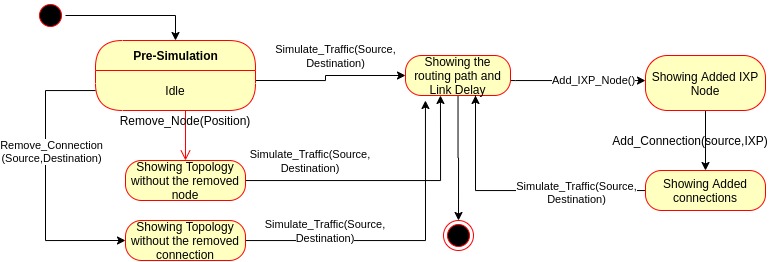 Pre-Simulation
Idle
Simulate_Traffic(Source,
Destination)
Showing the
routing path and
Link Delay
Add_IXP_Node()
Showing Added IXP
Node
Remove_Node(Position)
Remove_Connection
(Source,Destination)
Add_Connection(source,IXP)
Showing Topology
without the removed
node
Simulate_Traffic(Source,
Destination)
Simulate_Traffic(Source,
Destination)
Showing Added
connections
Showing Topology
without the removed
connection
Simulate_Traffic(Source,
Destination)